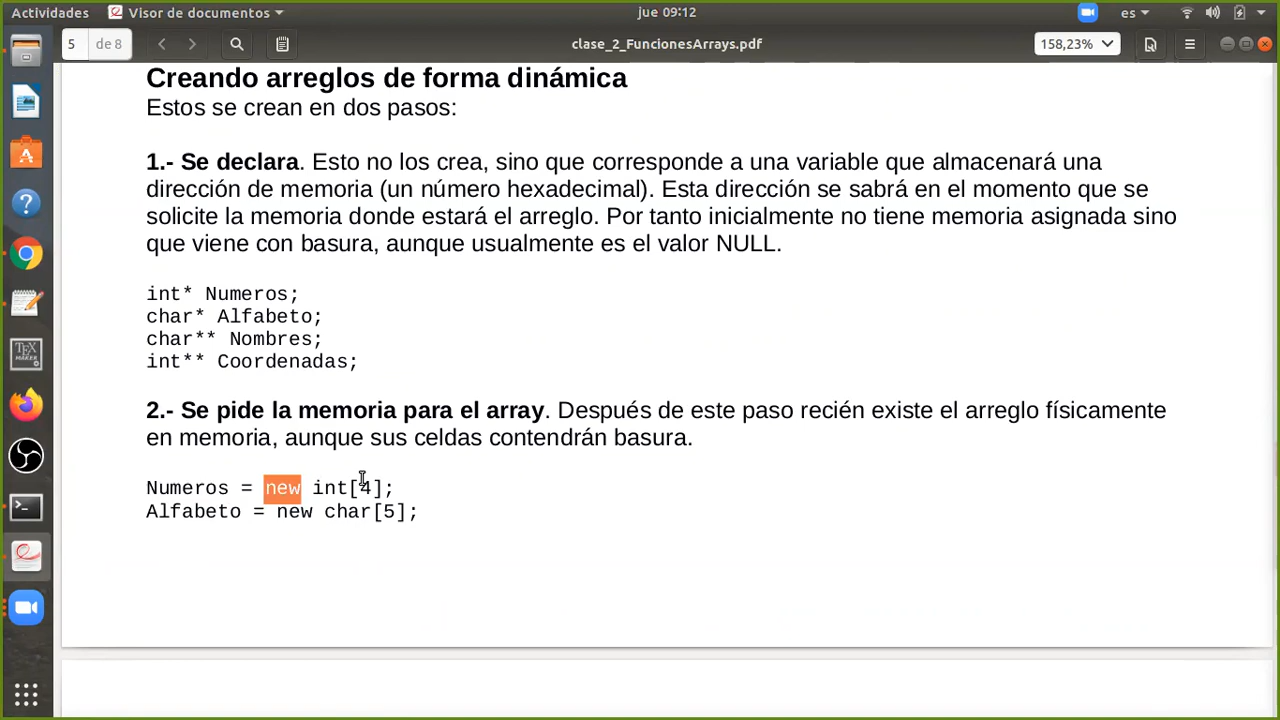 Actividades Visor de documentos jue 09:12 es
5 de 8 clase_2_FuncionesArrays.pdf 158,23%
Creando arreglos de forma dinámica
Estos se crean en dos pasos:
1.- Se declara. Esto no los crea, sino que corresponde a una variable que almacenará una
dirección de memoria (un número hexadecimal). Esta dirección se sabrá en el momento que se
solicite la memoria donde estará el arreglo. Por tanto inicialmente no tiene memoria asignada sino
que viene con basura, aunque usualmente es el valor NULL.
int* Numeros;
char* Alfabeto;
char** Nombres;
int** Coordenadas;
2.- Se pide la memoria para el array. Después de este paso recién existe el arreglo físicamente
en memoria, aunque sus celdas contendrán basura.
Numeros = new int[4];
Alfabeto = new char[5];